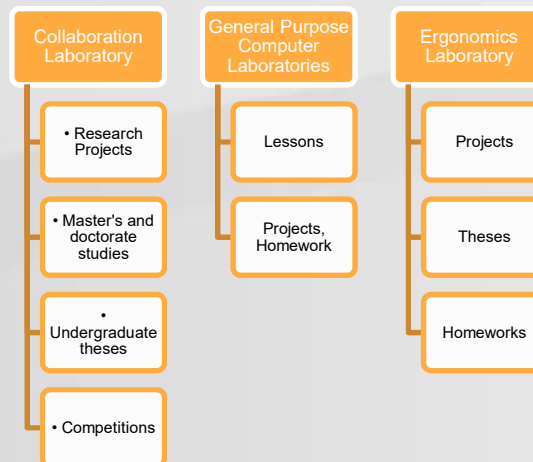 Collaboration
Laboratory
• Research
Projects
• Master's and
doctorate
studies
•
Undergraduate
theses
• Competitions
General Purpose
Computer
Laboratories
Lessons
Projects,
Homework
Ergonomics
Laboratory
Projects
Theses
Homeworks